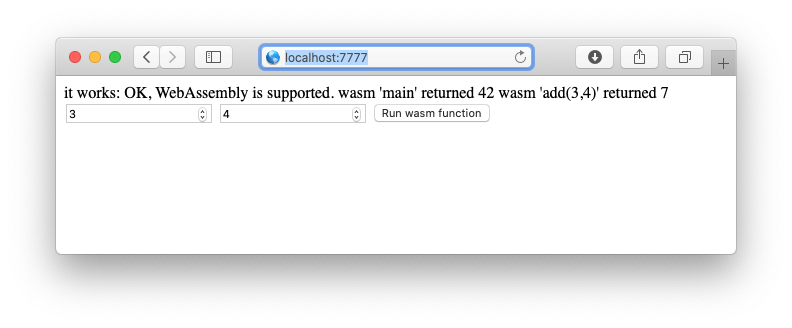 localhost:7777
it works: OK, WebAssembly is supported. wasm 'main' returned 42 wasm 'add(3,4)' returned 7
3 4 Run wasm function